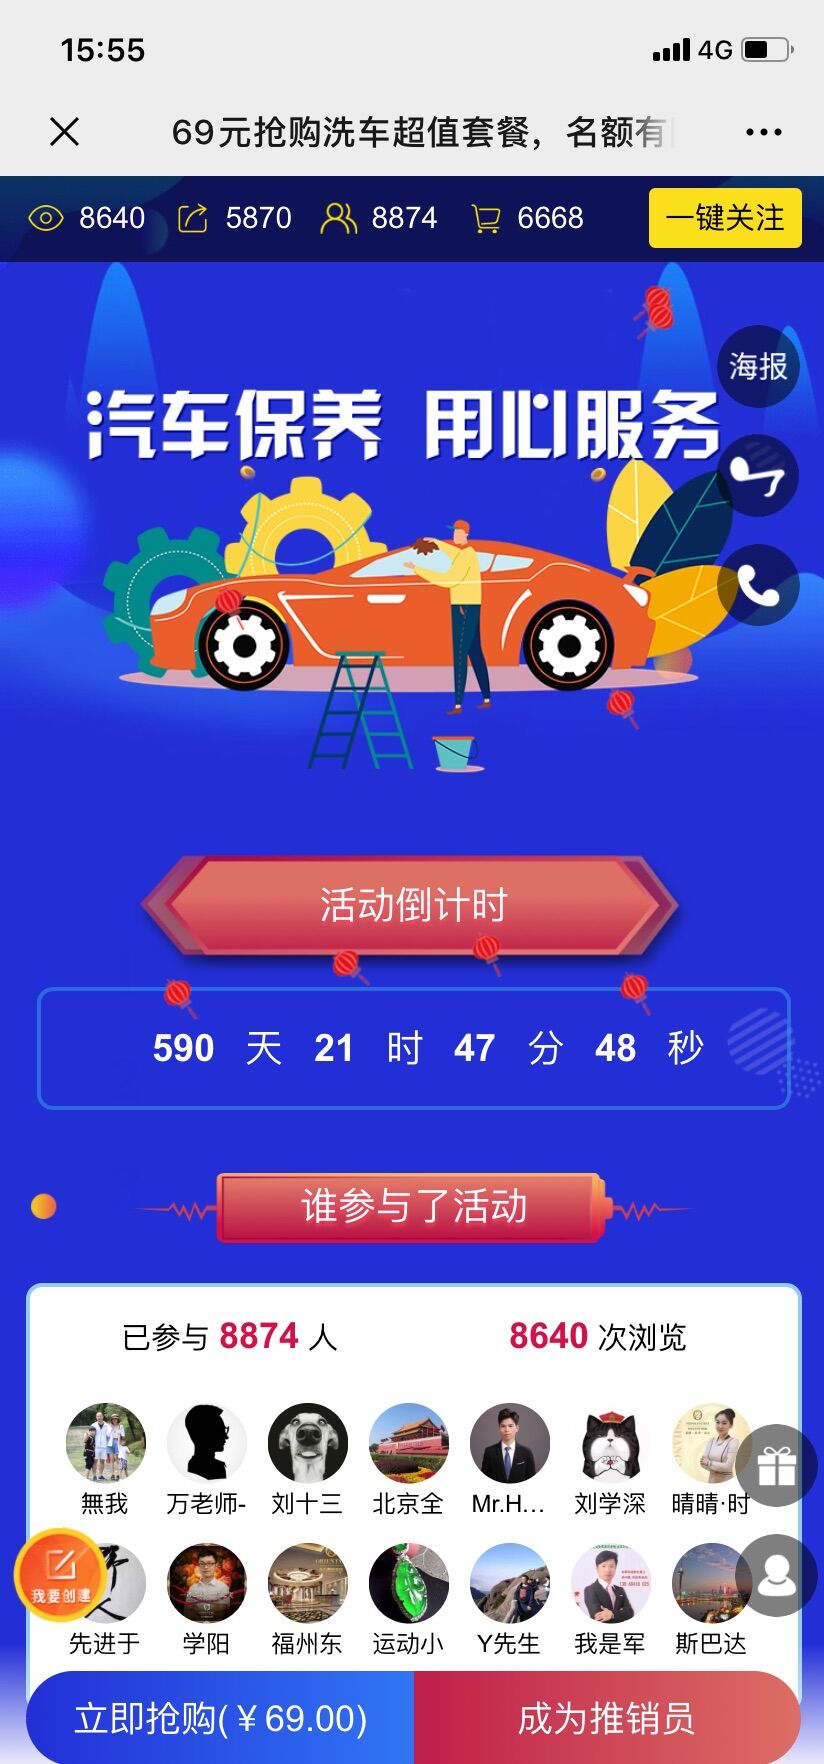 15:55
4G
69元抢购洗车超值套餐，名额有
8640 5870 8874 6668 一键关注
海报
汽车保养 用心服务
活动倒计时
590 天 21 时 47 分 48 秒
谁参与了活动
已参与 8874 人 8640 次浏览
無我 万老师- 刘十三 北京全 Mr.H... 刘学深 晴晴·时
我要创建
先进于 学阳 福州东 运动小 Y先生 我是军 斯巴达
立即抢购(￥69.00) 成为推销员